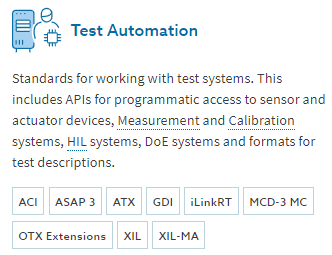 Test Automation
Standards for working with test systems. This
includes APIs for programmatic access to sensor and
actuator devices, Measurement and Calibration
systems, HIL systems, DoE systems and formats for
test descriptions.
ACI ASAP 3 ATX GDI iLinkRT MCD-3 MC
OTX Extensions XIL XIL-MA